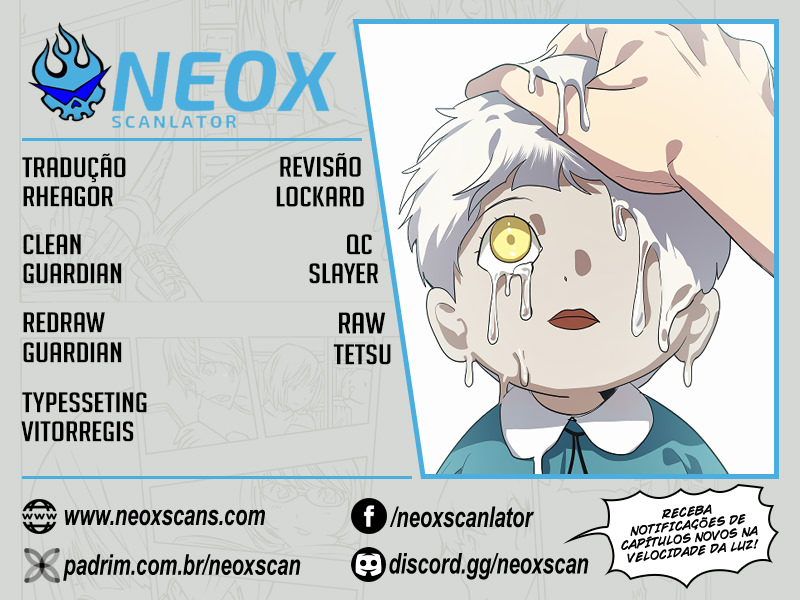 NEOX
SCANLATOR
TRADUÇÃO
RHEAGOR
REVISÃO
LOCKARD
CLEAN
GUARDIAN
QC
SLAYER
REDRAW
GUARDIAN
RAW
TETSU
TYPESSETING
VITORREGIS
www www.neoxscans.com
f /neoxscanlator
padrim.com.br/neoxscan
discord.gg/neoxscan
RECEBA
NOTIFICAÇÕES DE
CAPÍTULOS NOVOS NA
VELOCIDADE DA LUZ!